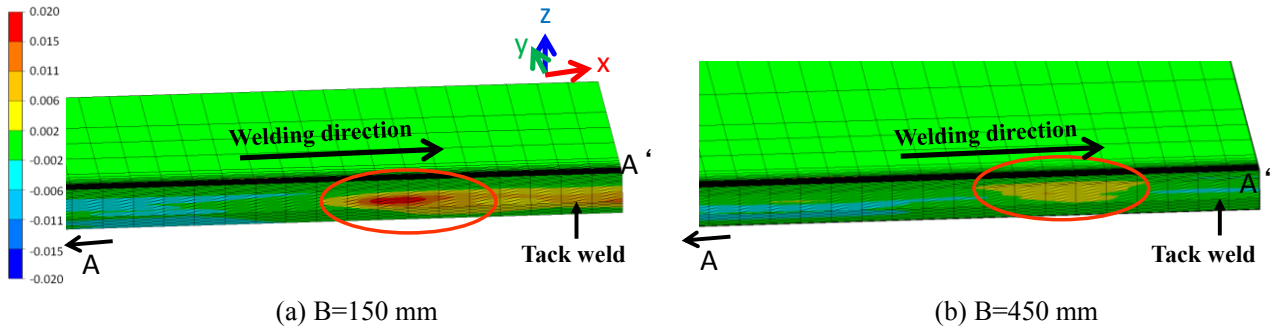 0.020
0.015
0.011
0.006
0.002
-0.002
-0.006
-0.011
-0.015
-0.020
z
y
x
Welding direction
A ‘
A
Tack weld
(a) B=150 mm
Welding direction
A ‘
A
Tack weld
(b) B=450 mm